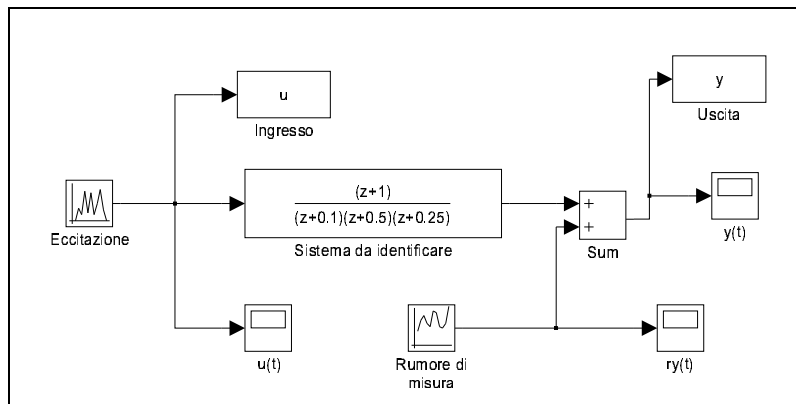 u
Ingresso
y
Uscita
Eccitazione
(z+1)
(z+0.1)(z+0.5)(z+0.25)
Sistema da identificare
+
+
Sum
y(t)
u(t)
Rumore di
misura
ry(t)